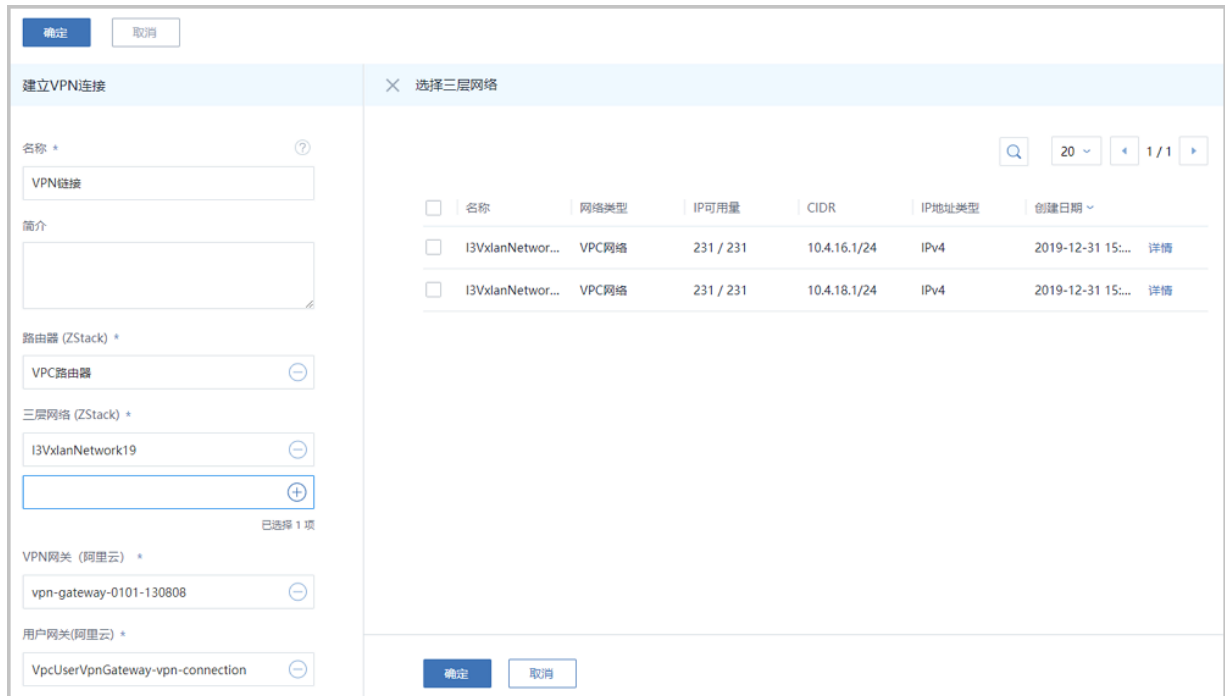 确定 取消
建立VPN连接
名称 *
VPN链接
简介
路由器 (ZStack) *
VPC路由器
三层网络 (ZStack) *
l3VxlanNetwork19
已选择 1 项
VPN网关（阿里云） *
vpn-gateway-0101-130808
用户网关(阿里云) *
VpcUserVpnGateway-vpn-connection
选择三层网络
20 1 / 1
名称 网络类型 IP可用量 CIDR IP地址类型 创建日期
l3VxlanNetwor... VPC网络 231 / 231 10.4.16.1/24 IPv4 2019-12-31 15:... 详情
l3VxlanNetwor... VPC网络 231 / 231 10.4.18.1/24 IPv4 2019-12-31 15:... 详情
确定 取消